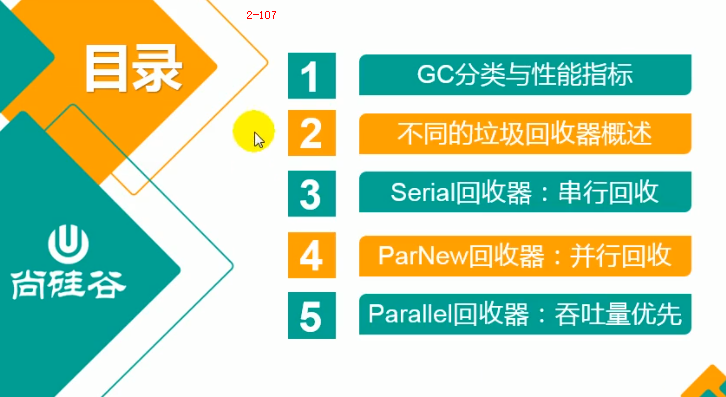 2-107
目录
1 GC分类与性能指标
2 不同的垃圾回收器概述
3 Serial回收器：串行回收
4 ParNew回收器：并行回收
5 Parallel回收器：吞吐量优先
尚硅谷